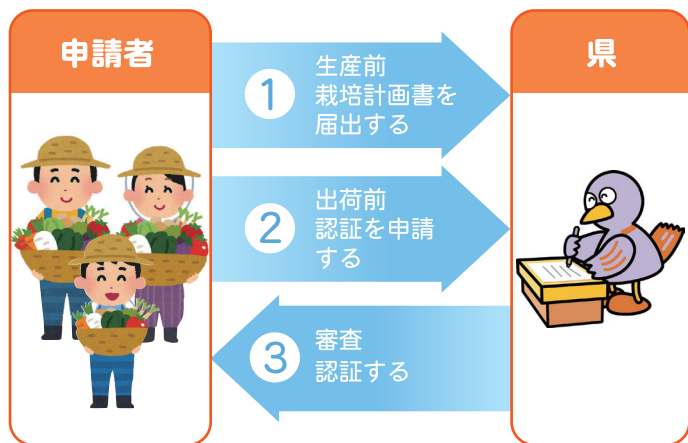 申請者
県
1
生産前
栽培計画書を
届出する
2
出荷前
認証を申請
する
3
審査
認証する